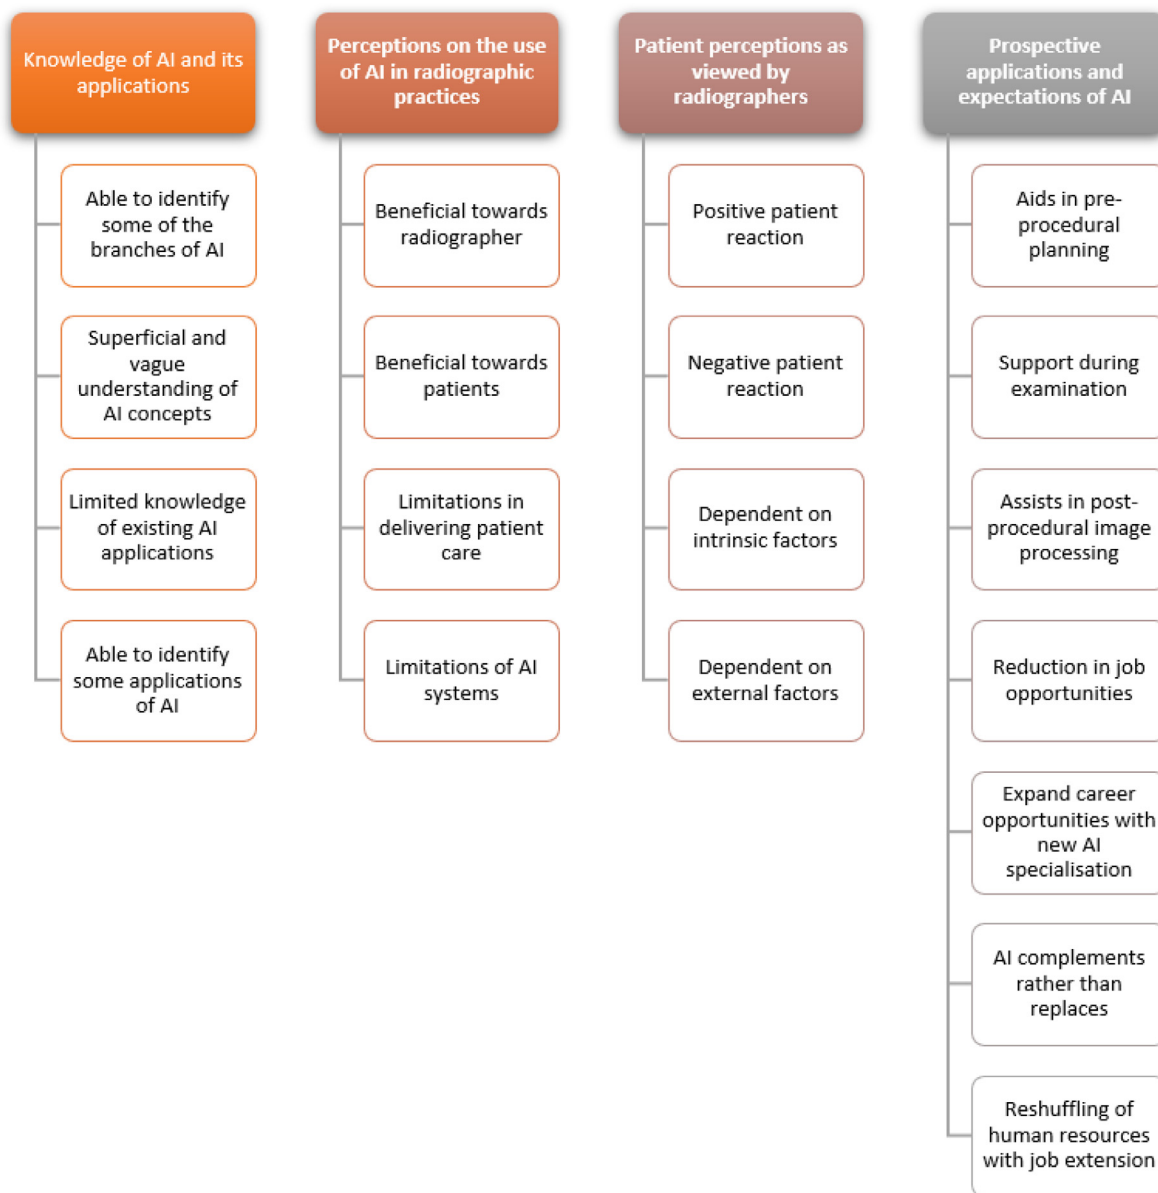 Knowledge of AI and its
applications
Able to identify
some of the
branches of AI
Superficial and
vague
understanding of
AI concepts
Limited knowledge
of existing AI
applications
Able to identify
some applications
of AI
Perceptions on the use
of AI in radiographic
practices
Beneficial towards
radiographer
Beneficial towards
patients
Limitations in
delivering patient
care
Limitations of AI
systems
Patient perceptions as
viewed by
radiographers
Positive patient
reaction
Negative patient
reaction
Dependent on
intrinsic factors
Dependent on
external factors
Prospective
applications and
expectations of AI
Aids in pre-
procedural
planning
Support during
examination
Assists in post-
procedural image
processing
Reduction in job
opportunities
Expand career
opportunities with
new AI
specialisation
AI complements
rather than
replaces
Reshuffling of
human resources
with job extension